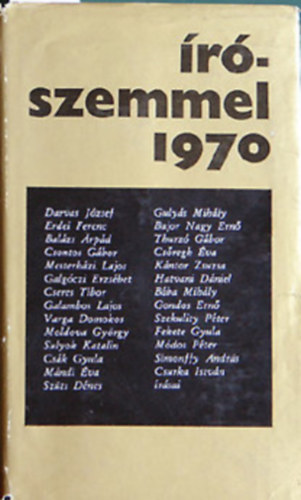 író-
szemmel
1970
Darvas József
Erdei Ferenc
Balázs Árpád
Csontos Gábor
Mesterházi Lajos
Galgóczi Erzsébet
Cseres Tibor
Galambos Lajos
Varga Domokos
Moldova György
Sulyok Katalin
Csák Gyula
Mándi Éva
Szűts Dénes
Gulyás Mihály
Bajor Nagy Ernő
Thurzó Gábor
Csőregh Éva
Kántor Zsuzsa
Hatvani Dániel
Bába Mihály
Gondos Ernő
Szekulity Péter
Fekete Gyula
Módos Péter
Simonffy András
Csurka István
írásai